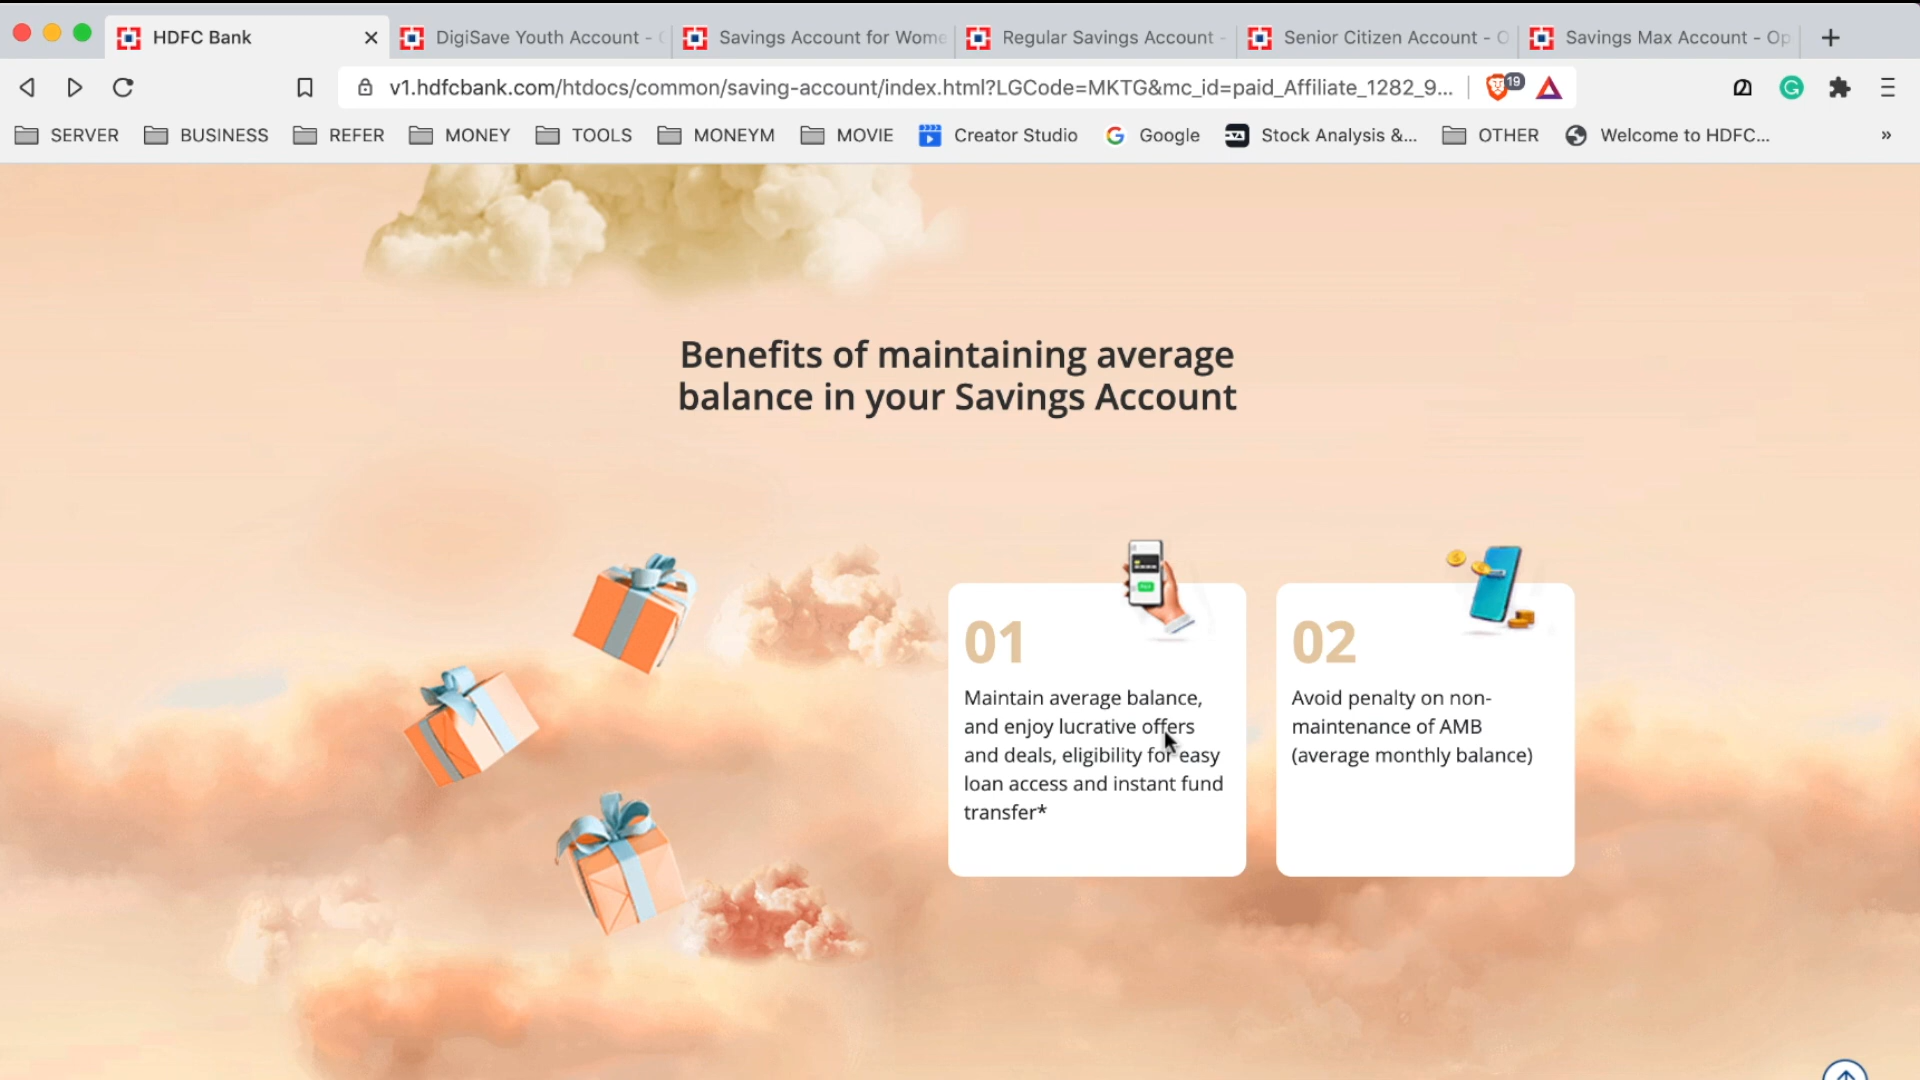 HDFC Bank
DigiSave Youth Account -
Savings Account for Wome
Regular Savings Account -
Senior Citizen Account - O
Savings Max Account - Op
v1.hdfcbank.com/htdocs/common/saving-account/index.html?LGCode=MKTG&mc_id=paid_Affiliate_1282_9...
19
SERVER
BUSINESS
REFER
MONEY
TOOLS
MONEYM
MOVIE
Creator Studio
Google
Stock Analysis &...
OTHER
Welcome to HDFC...
»
Benefits of maintaining average
balance in your Savings Account
01
Maintain average balance,
and enjoy lucrative offers
and deals, eligibility for easy
loan access and instant fund
transfer*
02
Avoid penalty on non-
maintenance of AMB
(average monthly balance)